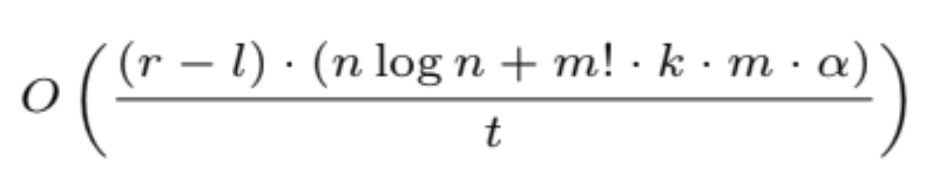 O ( (r − l) · (n log n + m! · k · m · α) / t )